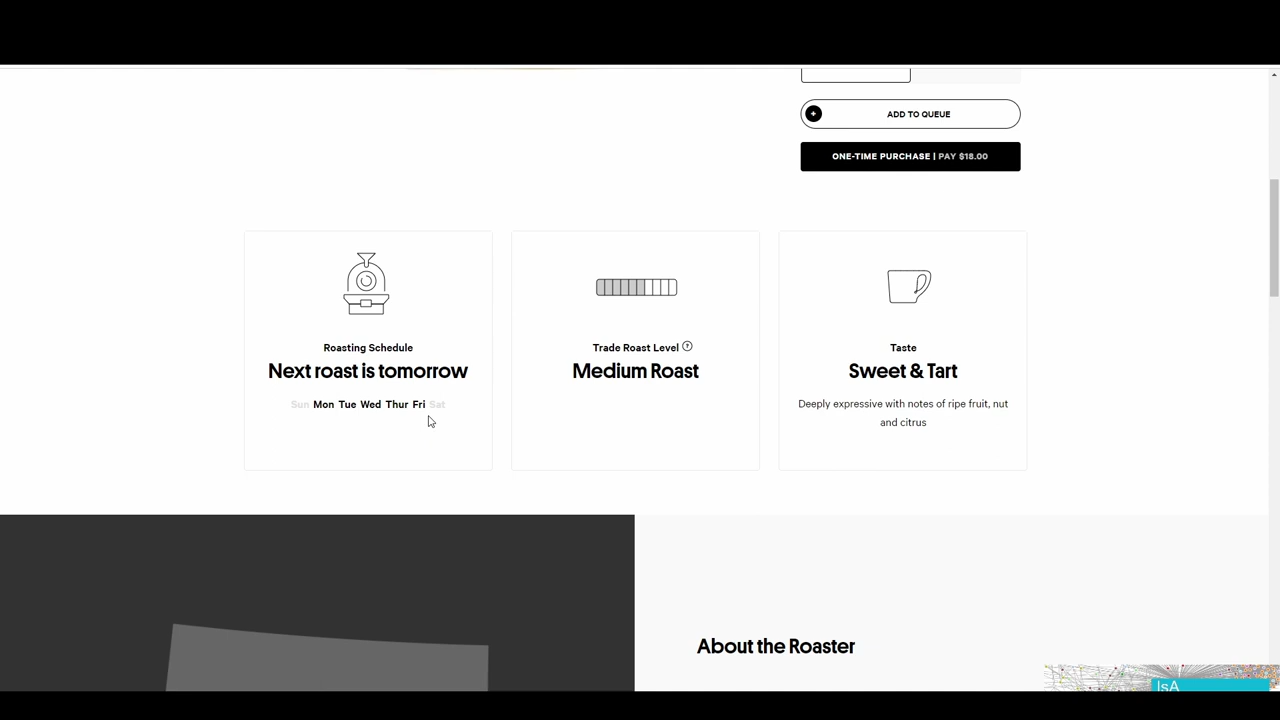 ADD TO QUEUE
ONE-TIME PURCHASE | PAY $18.00
Roasting Schedule
Next roast is tomorrow
Sun Mon Tue Wed Thur Fri Sat
Trade Roast Level ?
Medium Roast
Taste
Sweet & Tart
Deeply expressive with notes of ripe fruit, nut
and citrus
About the Roaster
IsA